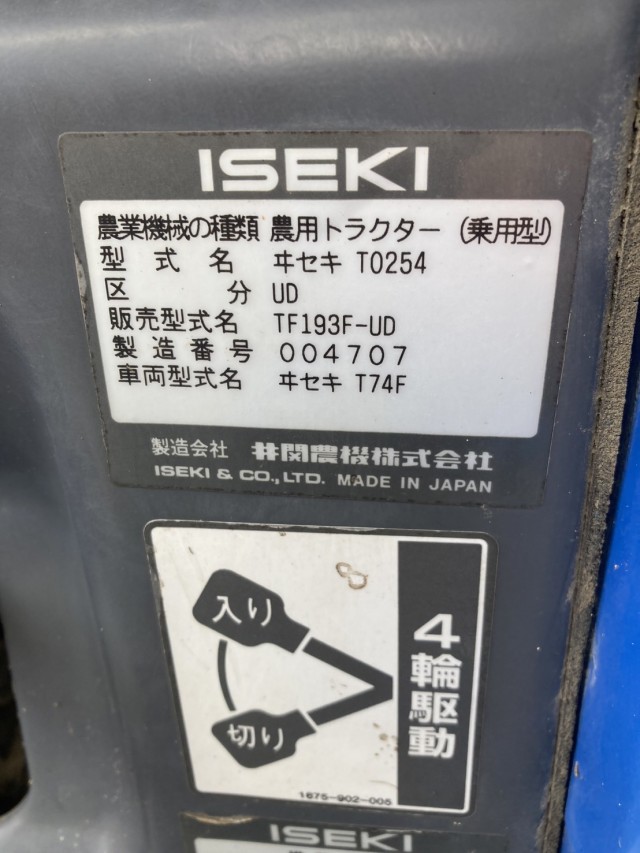 ISEKI
農業機械の種類 農用トラクター (乗用型)
型式名 ヰセキ T0254
区分 UD
販売型式名 TF193F-UD
製造番号 004707
車両型式名 ヰセキ T74F
製造会社 井関農機株式会社
ISEKI & CO.,LTD. MADE IN JAPAN
4輪駆動
入り
切り
1675-902-005
ISEKI